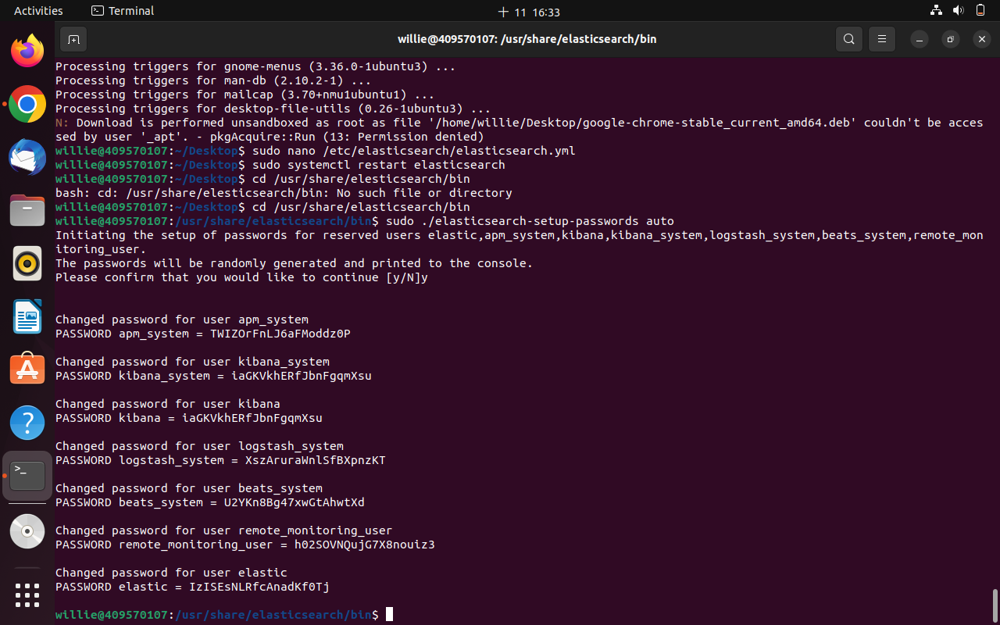 Activities
Terminal
十 11 16:33
willie@409570107: /usr/share/elasticsearch/bin
Processing triggers for gnome-menus (3.36.0-1ubuntu3) ...
Processing triggers for man-db (2.10.2-1) ...
Processing triggers for mailcap (3.70+nmu1ubuntu1) ...
Processing triggers for desktop-file-utils (0.26-1ubuntu3) ...
N: Download is performed unsandboxed as root as file '/home/willie/Desktop/google-chrome-stable_current_amd64.deb' couldn't be acces
sed by user '_apt'. - pkgAcquire::Run (13: Permission denied)
willie@409570107:~/Desktop$ sudo nano /etc/elasticsearch/elasticsearch.yml
willie@409570107:~/Desktop$ sudo systemctl restart elasticsearch
willie@409570107:~/Desktop$ cd /usr/share/elesticsearch/bin
bash: cd: /usr/share/elesticsearch/bin: No such file or directory
willie@409570107:~/Desktop$ cd /usr/share/elasticsearch/bin
willie@409570107:/usr/share/elasticsearch/bin$ sudo ./elasticsearch-setup-passwords auto
Initiating the setup of passwords for reserved users elastic,apm_system,kibana,kibana_system,logstash_system,beats_system,remote_mon
itoring_user.
The passwords will be randomly generated and printed to the console.
Please confirm that you would like to continue [y/N]y
Changed password for user apm_system
PASSWORD apm_system = TWIZOrFnLJ6aFModdz0P
Changed password for user kibana_system
PASSWORD kibana_system = iaGKVkhERfJbnFgqmXsu
Changed password for user kibana
PASSWORD kibana = iaGKVkhERfJbnFgqmXsu
Changed password for user logstash_system
PASSWORD logstash_system = XszAruraWnlSfBXpnzKT
Changed password for user beats_system
PASSWORD beats_system = U2YKn8Bg47xwGtAhwtXd
Changed password for user remote_monitoring_user
PASSWORD remote_monitoring_user = h02SOVNQujG7X8nouiz3
Changed password for user elastic
PASSWORD elastic = IzISEsNLRfcAnadKf0Tj
willie@409570107:/usr/share/elasticsearch/bin$